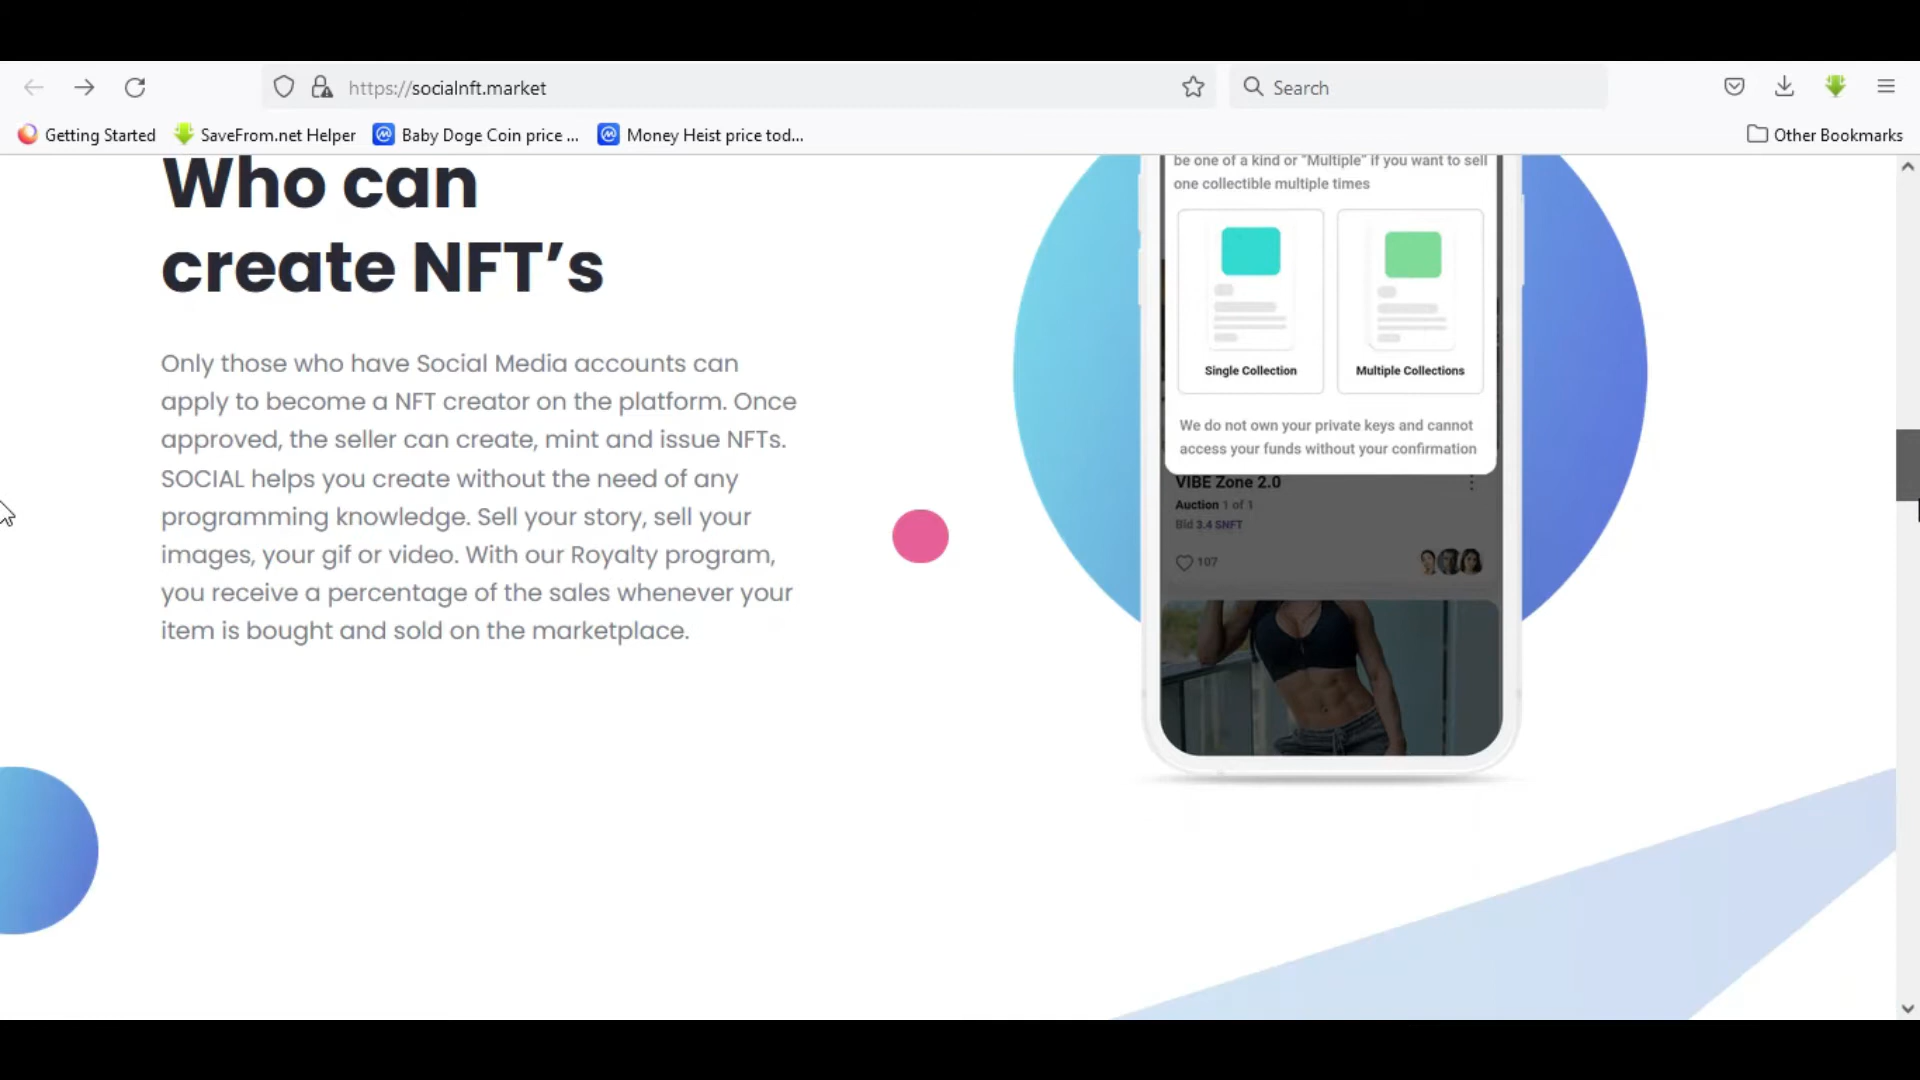 https://socialnft.market
Search
Getting Started
SaveFrom.net Helper
Baby Doge Coin price ...
Money Heist price tod...
Other Bookmarks
Who can
create NFT’s
Only those who have Social Media accounts can
apply to become a NFT creator on the platform. Once
approved, the seller can create, mint and issue NFTs.
SOCIAL helps you create without the need of any
programming knowledge. Sell your story, sell your
images, your gif or video. With our Royalty program,
you receive a percentage of the sales whenever your
item is bought and sold on the marketplace.
be one of a kind or “Multiple” if you want to sell
one collectible multiple times
Single Collection
Multiple Collections
We do not own your private keys and cannot
access your funds without your confirmation
VIBE Zone 2.0
Auction 1 of 1
Bid 3.4 SNFT
107